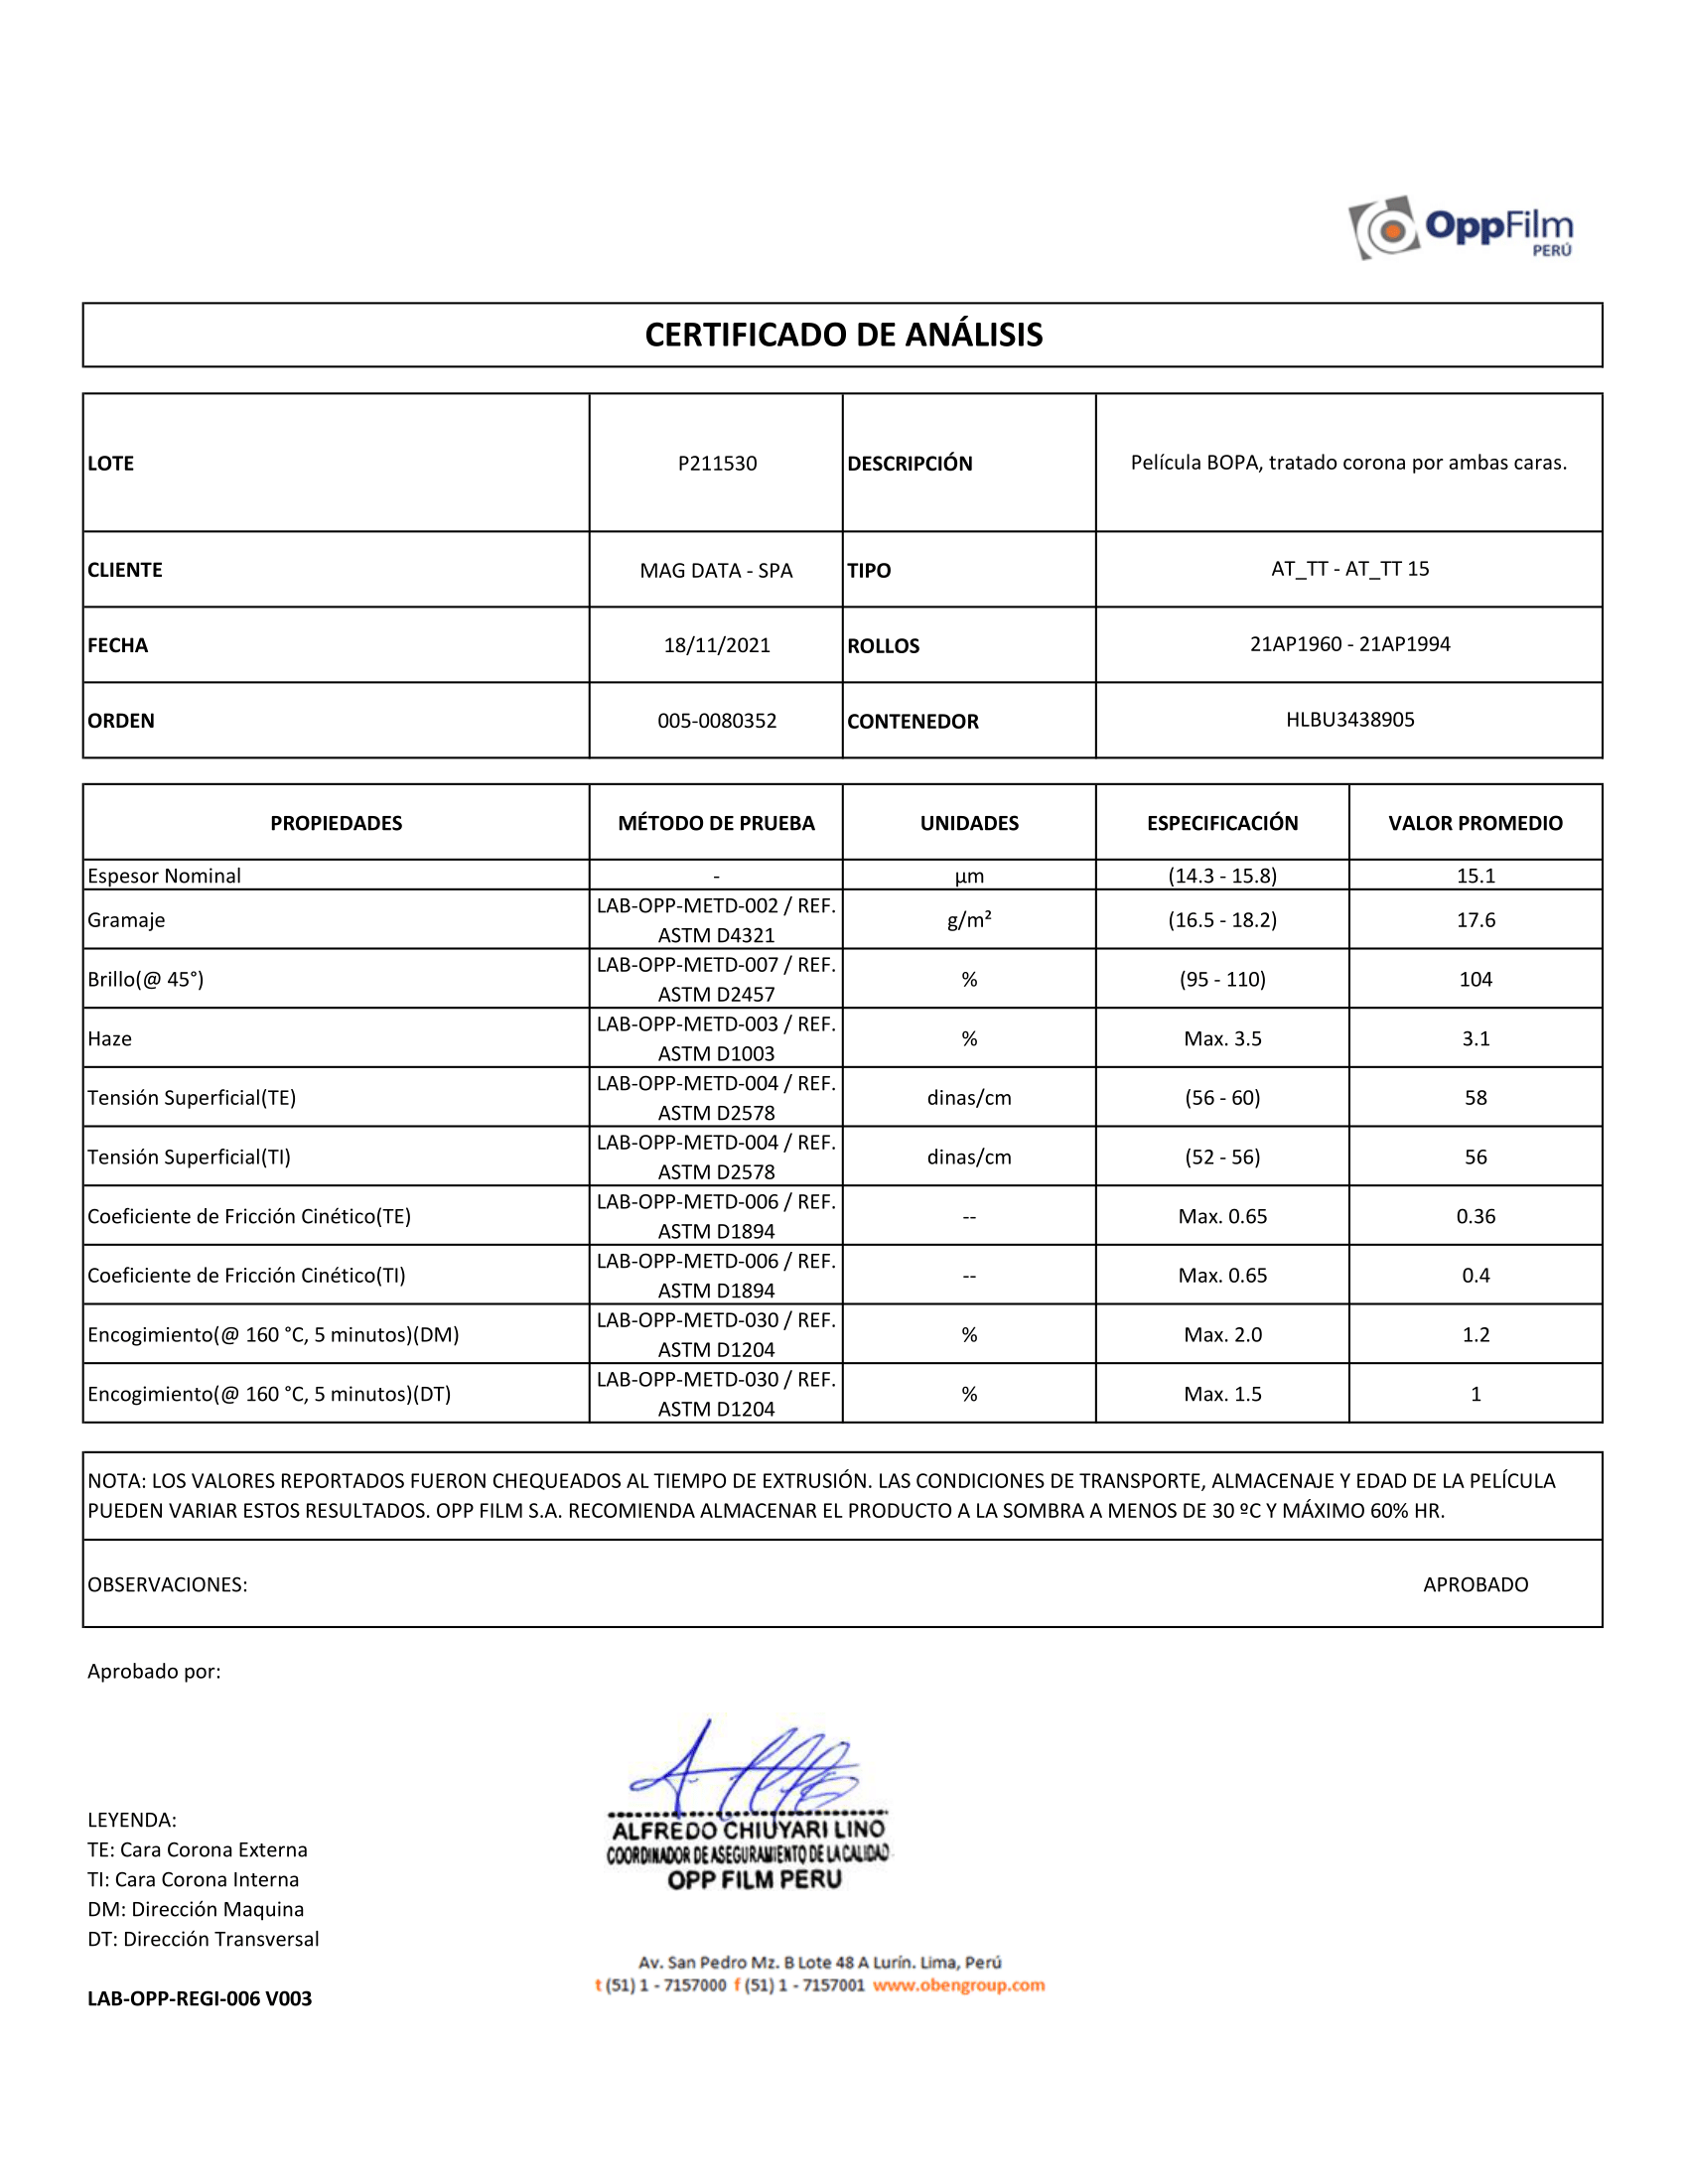 OppFilm
PERÚ
CERTIFICADO DE ANÁLISIS
LOTE P211530 DESCRIPCIÓN Película BOPA, tratado corona por ambas caras.
CLIENTE MAG DATA - SPA TIPO AT_TT - AT_TT 15
FECHA 18/11/2021 ROLLOS 21AP1960 - 21AP1994
ORDEN 005-0080352 CONTENEDOR HLBU3438905
PROPIEDADES MÉTODO DE PRUEBA UNIDADES ESPECIFICACIÓN VALOR PROMEDIO
Espesor Nominal - µm (14.3 - 15.8) 15.1
Gramaje LAB-OPP-METD-002 / REF. ASTM D4321 g/m² (16.5 - 18.2) 17.6
Brillo(@ 45°) LAB-OPP-METD-007 / REF. ASTM D2457 % (95 - 110) 104
Haze LAB-OPP-METD-003 / REF. ASTM D1003 % Max. 3.5 3.1
Tensión Superficial(TE) LAB-OPP-METD-004 / REF. ASTM D2578 dinas/cm (56 - 60) 58
Tensión Superficial(TI) LAB-OPP-METD-004 / REF. ASTM D2578 dinas/cm (52 - 56) 56
Coeficiente de Fricción Cinético(TE) LAB-OPP-METD-006 / REF. ASTM D1894 -- Max. 0.65 0.36
Coeficiente de Fricción Cinético(TI) LAB-OPP-METD-006 / REF. ASTM D1894 -- Max. 0.65 0.4
Encogimiento(@ 160 °C, 5 minutos)(DM) LAB-OPP-METD-030 / REF. ASTM D1204 % Max. 2.0 1.2
Encogimiento(@ 160 °C, 5 minutos)(DT) LAB-OPP-METD-030 / REF. ASTM D1204 % Max. 1.5 1
NOTA: LOS VALORES REPORTADOS FUERON CHEQUEADOS AL TIEMPO DE EXTRUSIÓN. LAS CONDICIONES DE TRANSPORTE, ALMACENAJE Y EDAD DE LA PELÍCULA
PUEDEN VARIAR ESTOS RESULTADOS. OPP FILM S.A. RECOMIENDA ALMACENAR EL PRODUCTO A LA SOMBRA A MENOS DE 30 ºC Y MÁXIMO 60% HR.
OBSERVACIONES: APROBADO
Aprobado por:
ALFREDO CHIUYARI LINO
COORDINADOR DE ASEGURAMIENTO DE LA CALIDAD
OPP FILM PERU
LEYENDA:
TE: Cara Corona Externa
TI: Cara Corona Interna
DM: Dirección Maquina
DT: Dirección Transversal
Av. San Pedro Mz. B Lote 48 A Lurín. Lima, Perú
t (51) 1 - 7157000 f (51) 1 - 7157001 www.obengroup.com
LAB-OPP-REGI-006 V003